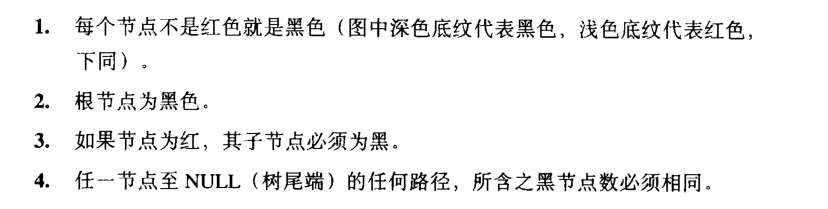 1. 每个节点不是红色就是黑色（图中深色底纹代表黑色，浅色底纹代表红色，
下同）。
2. 根节点为黑色。
3. 如果节点为红，其子节点必须为黑。
4. 任一节点至 NULL（树尾端）的任何路径，所含之黑节点数必须相同。